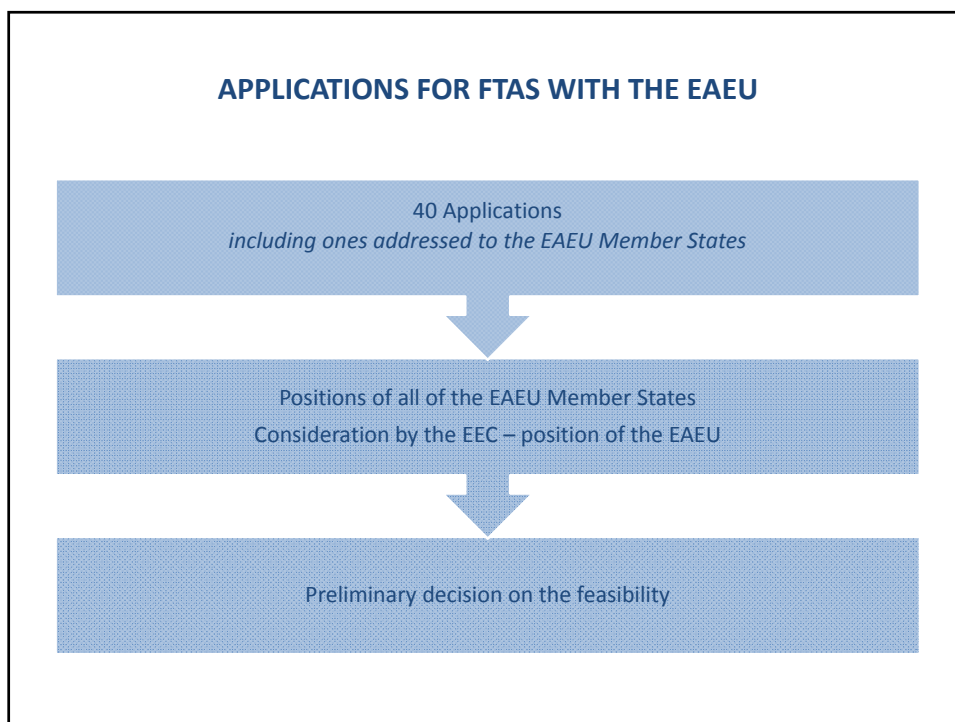 APPLICATIONS FOR FTAS WITH THE EAEU
40 Applications
including ones addressed to the EAEU Member States
Positions of all of the EAEU Member States
Consideration by the EEC – position of the EAEU
Preliminary decision on the feasibility